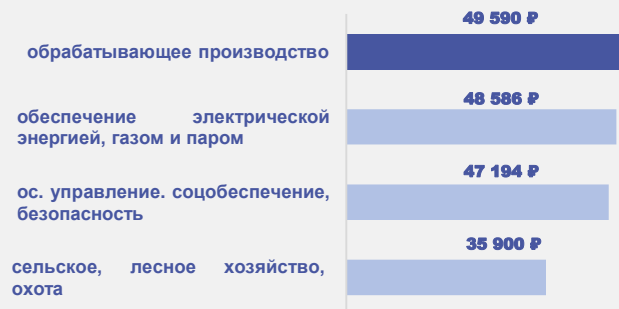 49 590 ₽
обрабатывающее производство
48 586 ₽
обеспечение электрической
энергией, газом и паром
47 194 ₽
ос. управление. соцобеспечение,
безопасность
35 900 ₽
сельское, лесное хозяйство,
охота